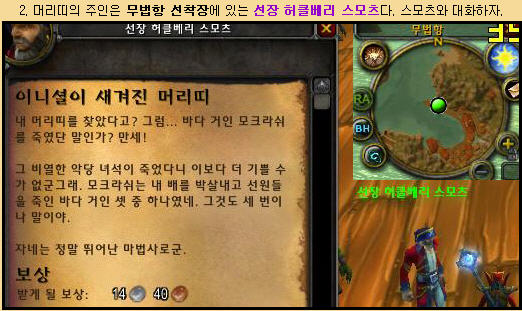 2. 머리띠의 주인은 무법항 선착장에 있는 선장 허클베리 스모츠다. 스모츠와 대화하자.
선장 허클베리 스모츠
무법항
N
이니셜이 새겨진 머리띠
내 머리띠를 찾았다고? 그럼... 바다 거인 모크라쉬
를 죽였단 말인가? 만세!
그 비열한 악당 녀석이 죽었다니 이보다 더 기쁠 수
가 없군그래. 모크라쉬는 내 배를 박살내고 선원들
을 죽인 바다 거인 셋 중 하나였네. 그것도 세 번이
나 말이야.
자네는 정말 뛰어난 마법사로군.
보상
받게 될 보상: 14 40
RA
BH
선장 허클베리 스모츠